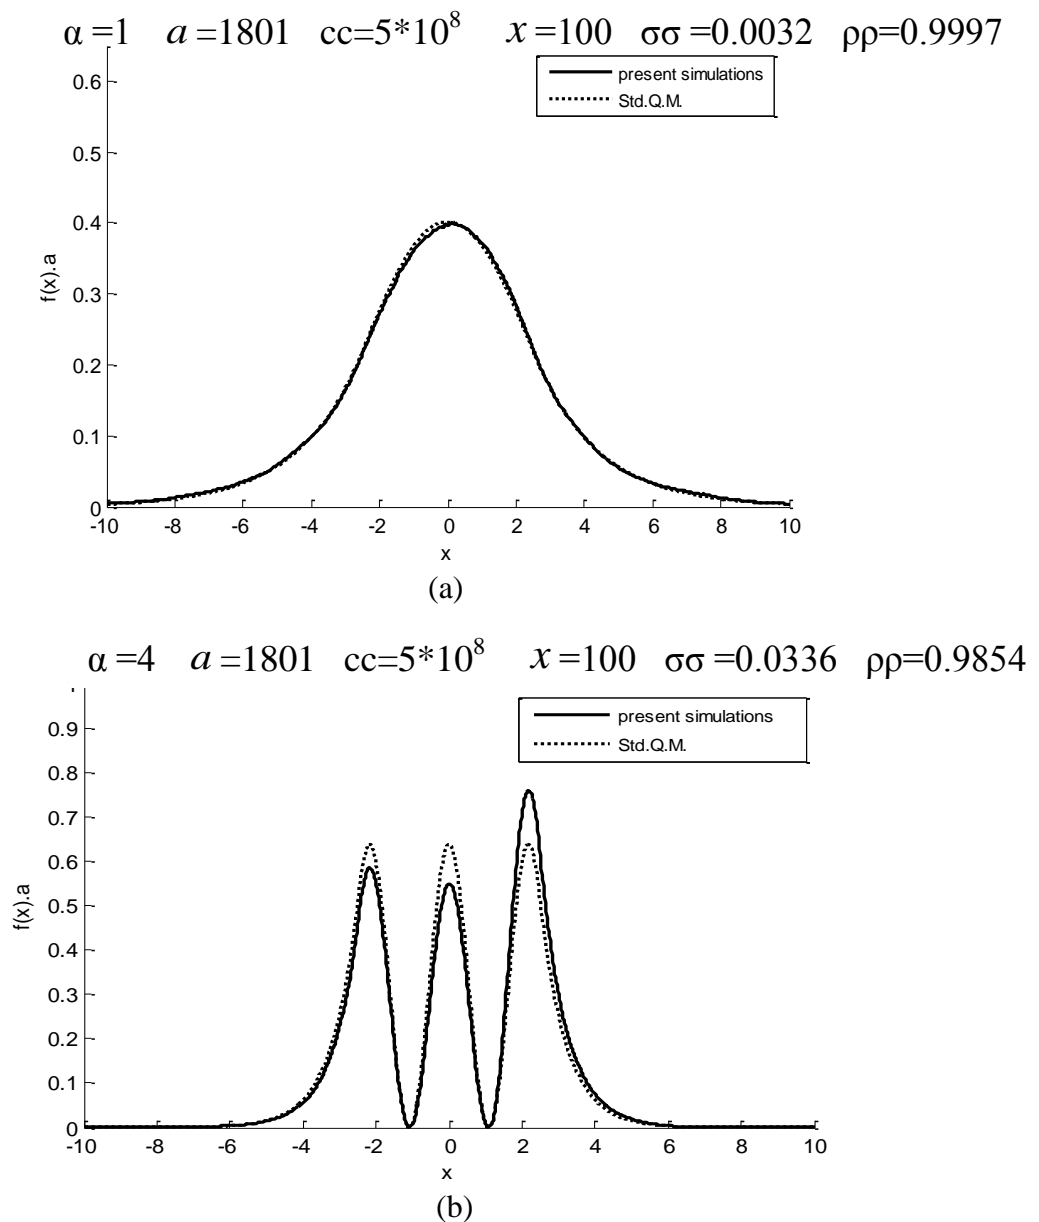 α =1 a =1801 cc=5*10⁸ x =100 σσ =0.0032 ρρ=0.9997
present simulations
Std.Q.M.
0.6
0.5
0.4
0.3
0.2
0.1
0
f(x).a
-10 -8 -6 -4 -2 0 2 4 6 8 10
x
(a)
α =4 a =1801 cc=5*10⁸ x =100 σσ =0.0336 ρρ=0.9854
present simulations
Std.Q.M.
0.9
0.8
0.7
0.6
0.5
0.4
0.3
0.2
0.1
0
f(x).a
-10 -8 -6 -4 -2 0 2 4 6 8 10
x
(b)